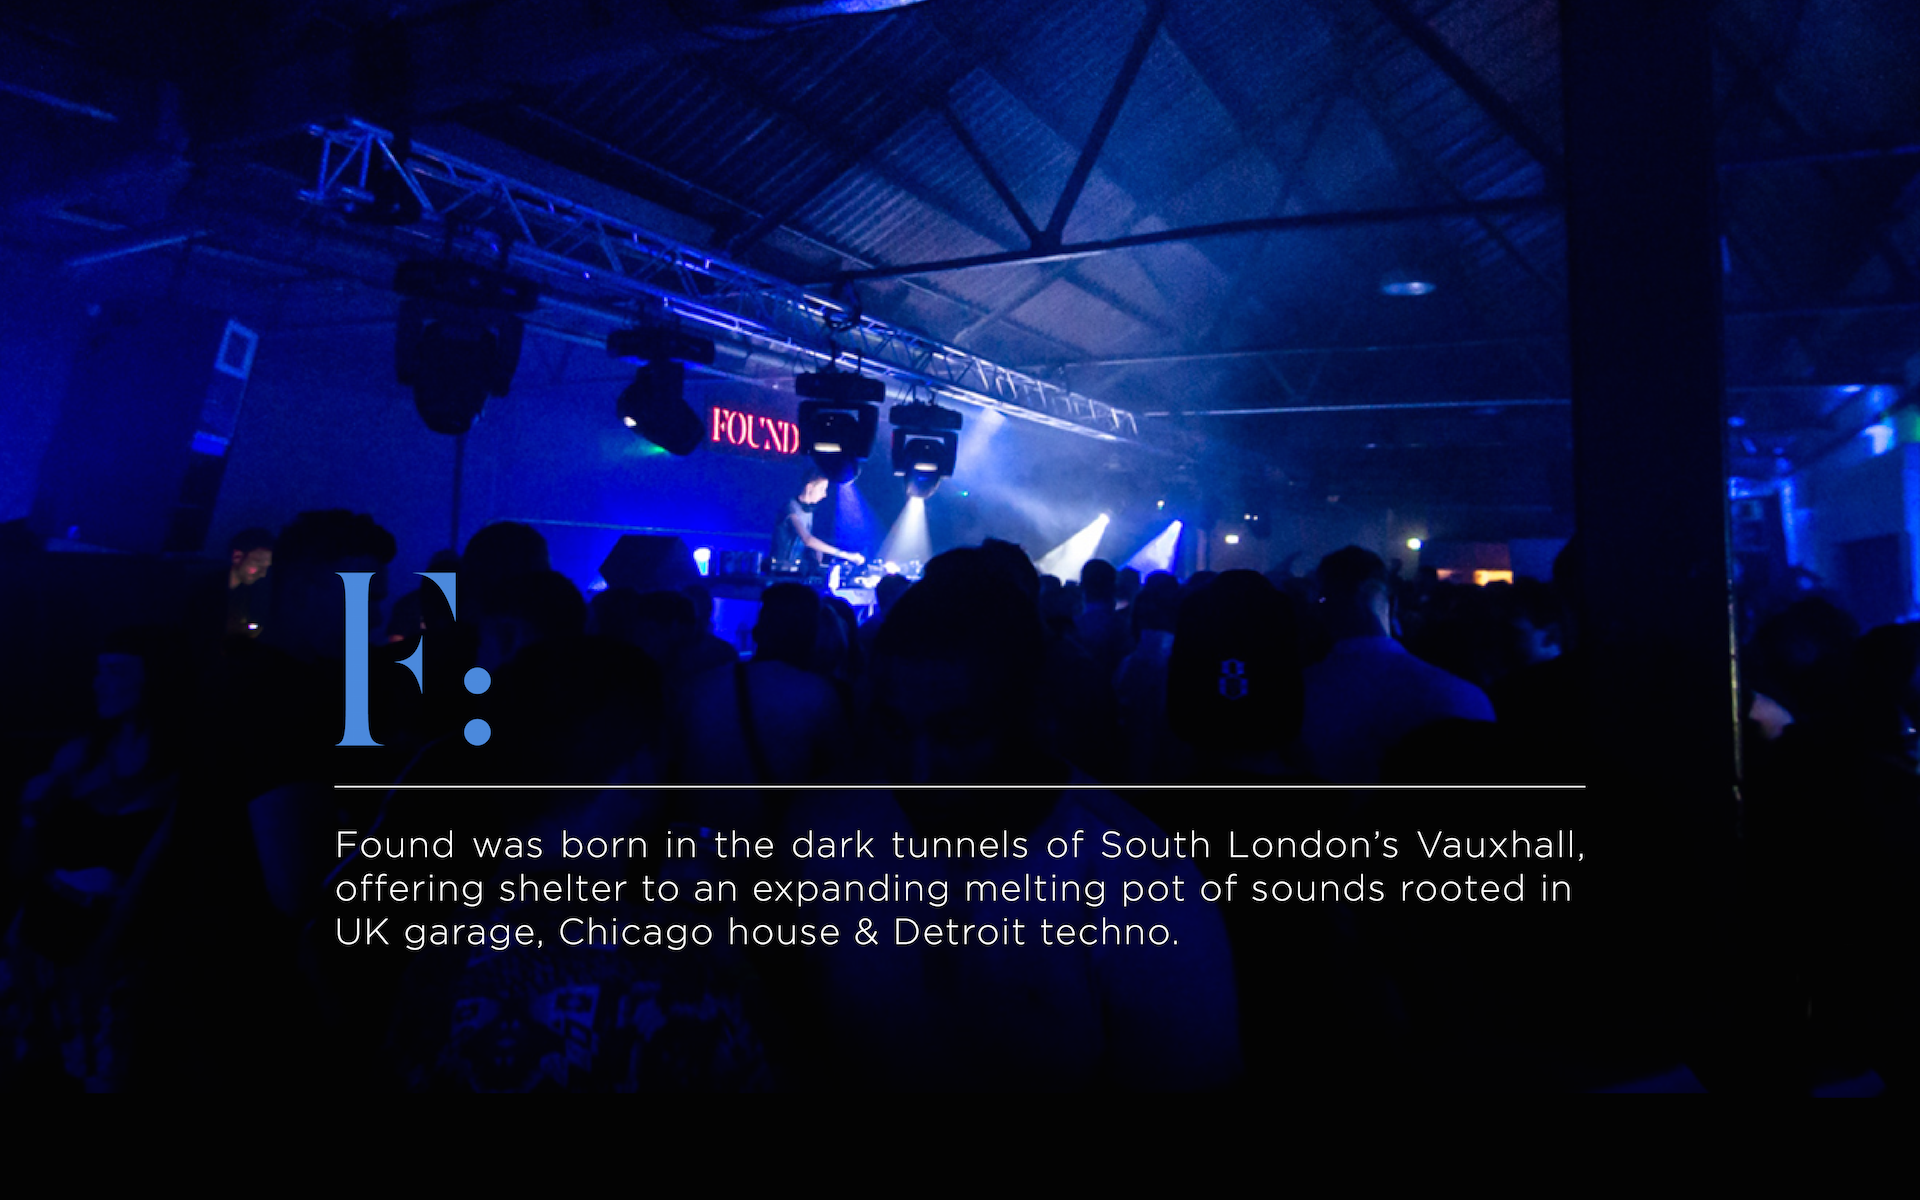 FOUND
F:
Found was born in the dark tunnels of South London’s Vauxhall,
offering shelter to an expanding melting pot of sounds rooted in
UK garage, Chicago house & Detroit techno.
8